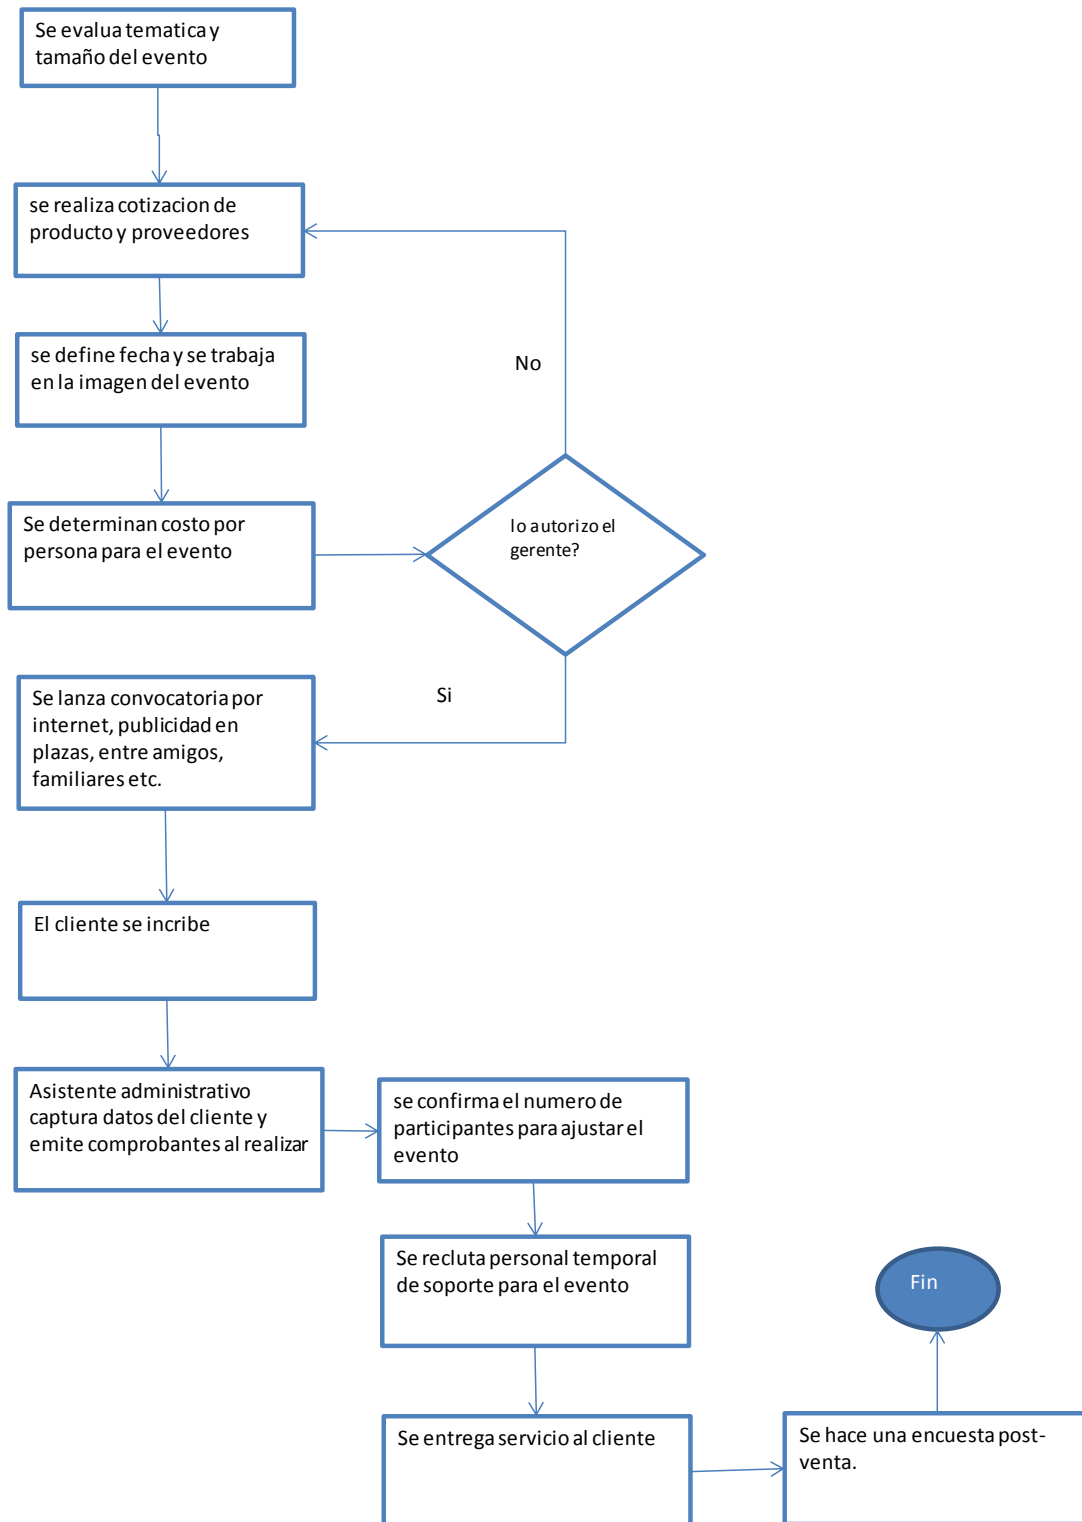 Se evalua tematica y
tamaño del evento
se realiza cotizacion de
producto y proveedores
se define fecha y se trabaja
en la imagen del evento
No
Se determinan costo por
persona para el evento
lo autorizo el
gerente?
Se lanza convocatoria por
internet, publicidad en
plazas, entre amigos,
familiares etc.
Si
El cliente se incribe
Asistente administrativo
captura datos del cliente y
emite comprobantes al realizar
se confirma el numero de
participantes para ajustar el
evento
Se recluta personal temporal
de soporte para el evento
Fin
Se entrega servicio al cliente
Se hace una encuesta post-
venta.